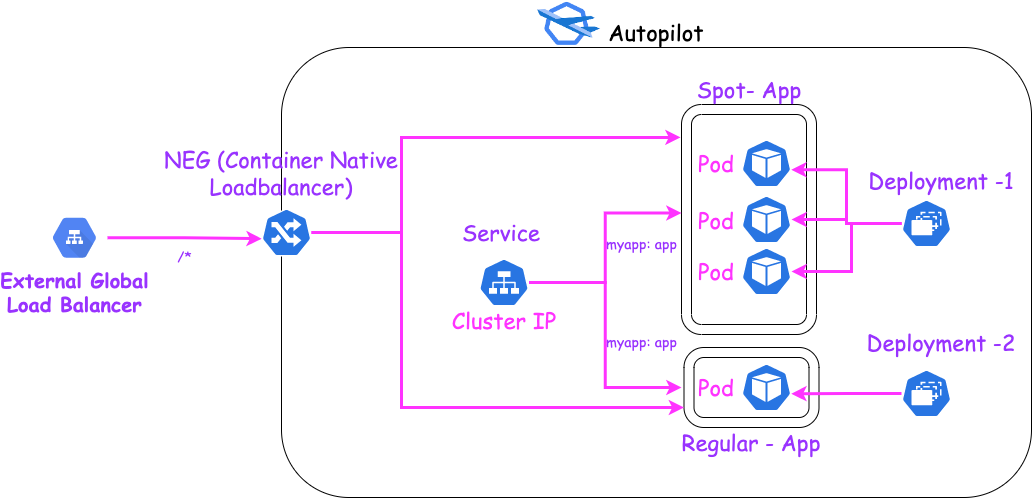 Autopilot
Spot- App
NEG (Container Native
Loadbalancer)
Pod
Deployment -1
Pod
Service
myapp: app
/*
Pod
External Global
Load Balancer
Cluster IP
myapp: app
Deployment -2
Pod
Regular - App